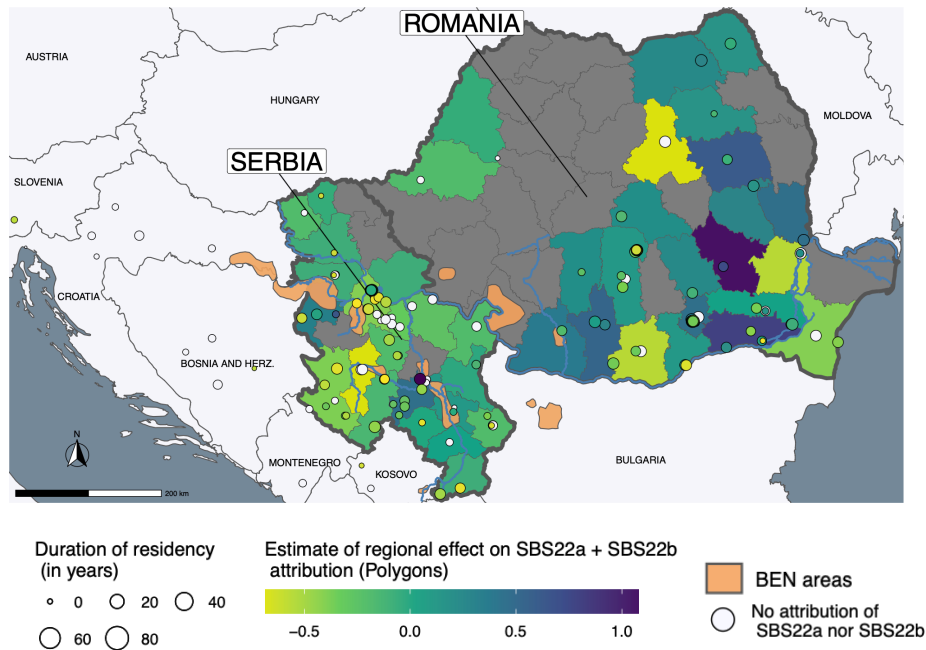 ROMANIA
AUSTRIA
HUNGARY
MOLDOVA
SERBIA
SLOVENIA
CROATIA
BOSNIA AND HERZ.
MONTENEGRO
KOSOVO
BULGARIA
N
200 km
Duration of residency
(in years)
0
20
40
60
80
Estimate of regional effect on SBS22a + SBS22b
attribution (Polygons)
−0.5
0.0
0.5
1.0
BEN areas
No attribution of
SBS22a nor SBS22b